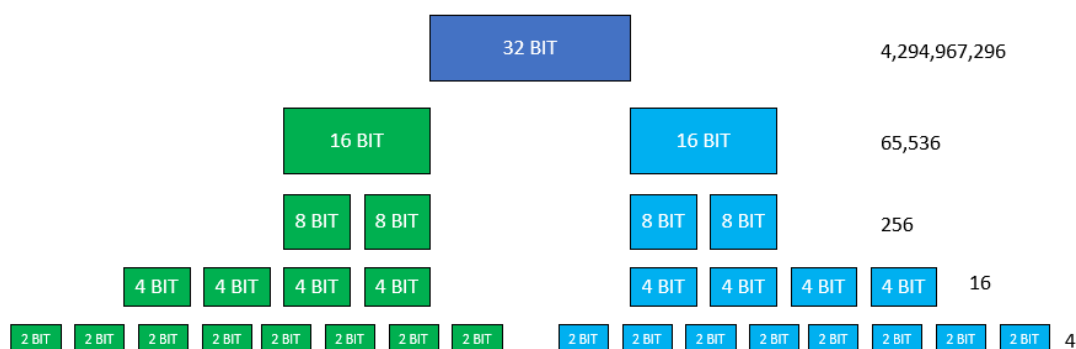 32 BIT 4,294,967,296
16 BIT 16 BIT 65,536
8 BIT 8 BIT 8 BIT 8 BIT 256
4 BIT 4 BIT 4 BIT 4 BIT 4 BIT 4 BIT 4 BIT 4 BIT 16
2 BIT 2 BIT 2 BIT 2 BIT 2 BIT 2 BIT 2 BIT 2 BIT 2 BIT 2 BIT 2 BIT 2 BIT 2 BIT 2 BIT 2 BIT 2 BIT 4